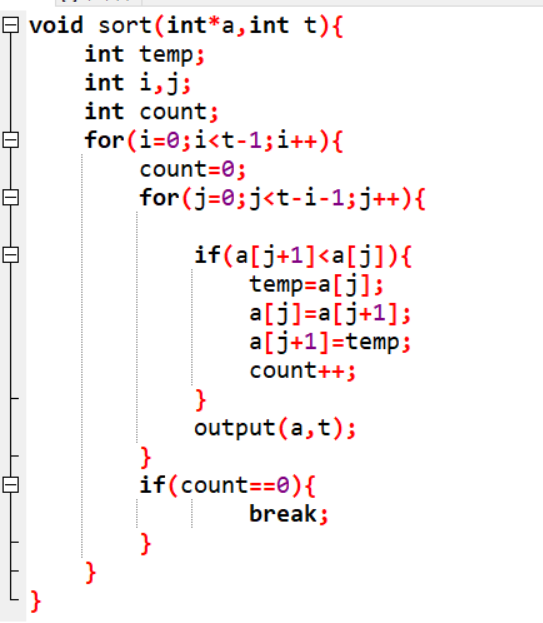 void sort(int*a,int t){
    int temp;
    int i,j;
    int count;
    for(i=0;i<t-1;i++){
        count=0;
        for(j=0;j<t-i-1;j++){

            if(a[j+1]<a[j]){
                temp=a[j];
                a[j]=a[j+1];
                a[j+1]=temp;
                count++;
            }
            output(a,t);
        }
        if(count==0){
                break;
        }
    }
}